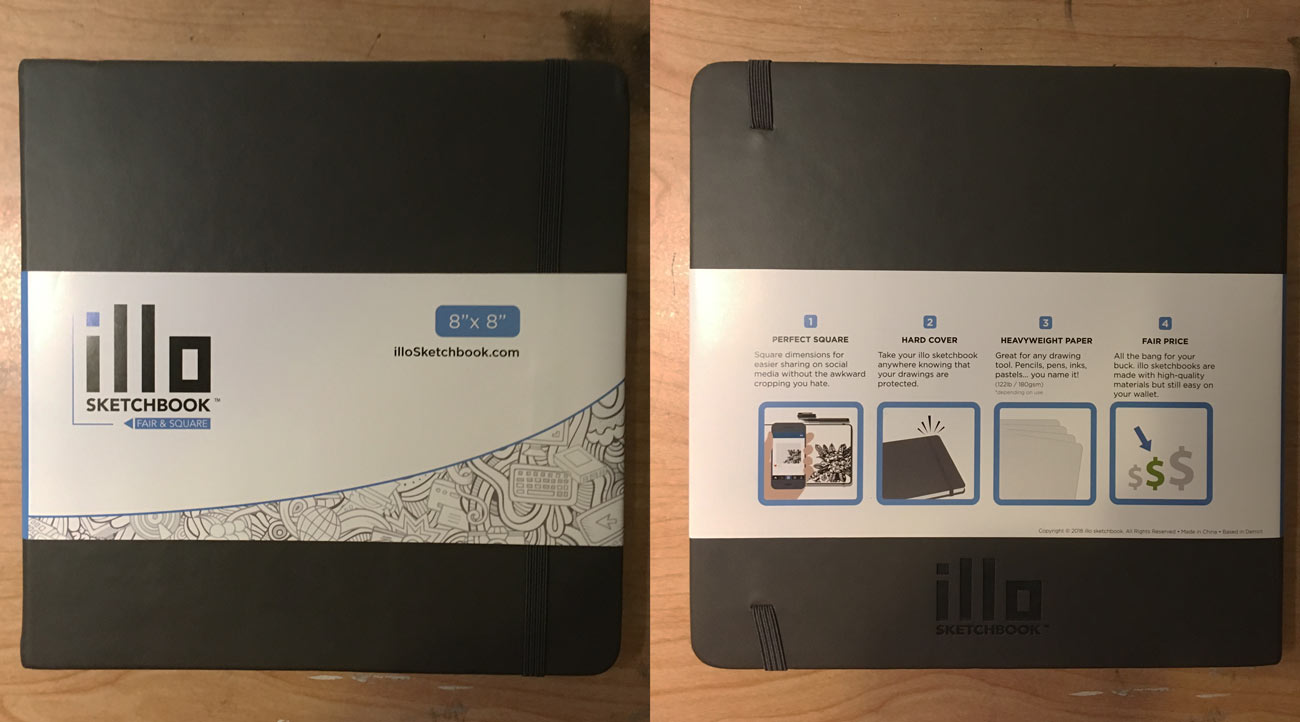 illo
SKETCHBOOK™
FAIR & SQUARE
8” x 8”
illoSketchbook.com
1
PERFECT SQUARE
Square dimensions for
easier sharing on social
media without the awkward
cropping you hate.
2
HARD COVER
Take your illo sketchbook
anywhere knowing that
your drawings are
protected.
3
HEAVYWEIGHT PAPER
Great for any drawing
tool. Pencils, pens, inks,
pastels... you name it!
(122lb / 180gsm)
*depending on use
4
FAIR PRICE
All the bang for your
buck. illo sketchbooks are
made with high-quality
materials but still easy on
your wallet.
$ $ $
Copyright © 2018 illo sketchbook. All Rights Reserved • Made in China • Based in Detroit
illo
SKETCHBOOK™